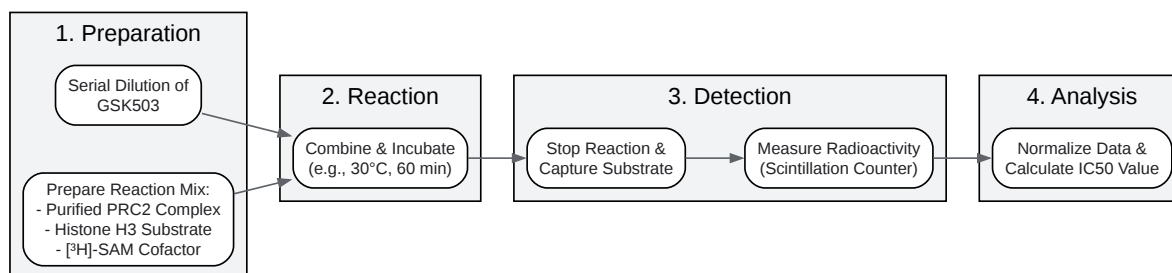 1. Preparation
Serial Dilution of
GSK503
Prepare Reaction Mix:
- Purified PRC2 Complex
- Histone H3 Substrate
- [³H]-SAM Cofactor
2. Reaction
Combine & Incubate
(e.g., 30°C, 60 min)
3. Detection
Stop Reaction &
Capture Substrate
Measure Radioactivity
(Scintillation Counter)
4. Analysis
Normalize Data &
Calculate IC50 Value